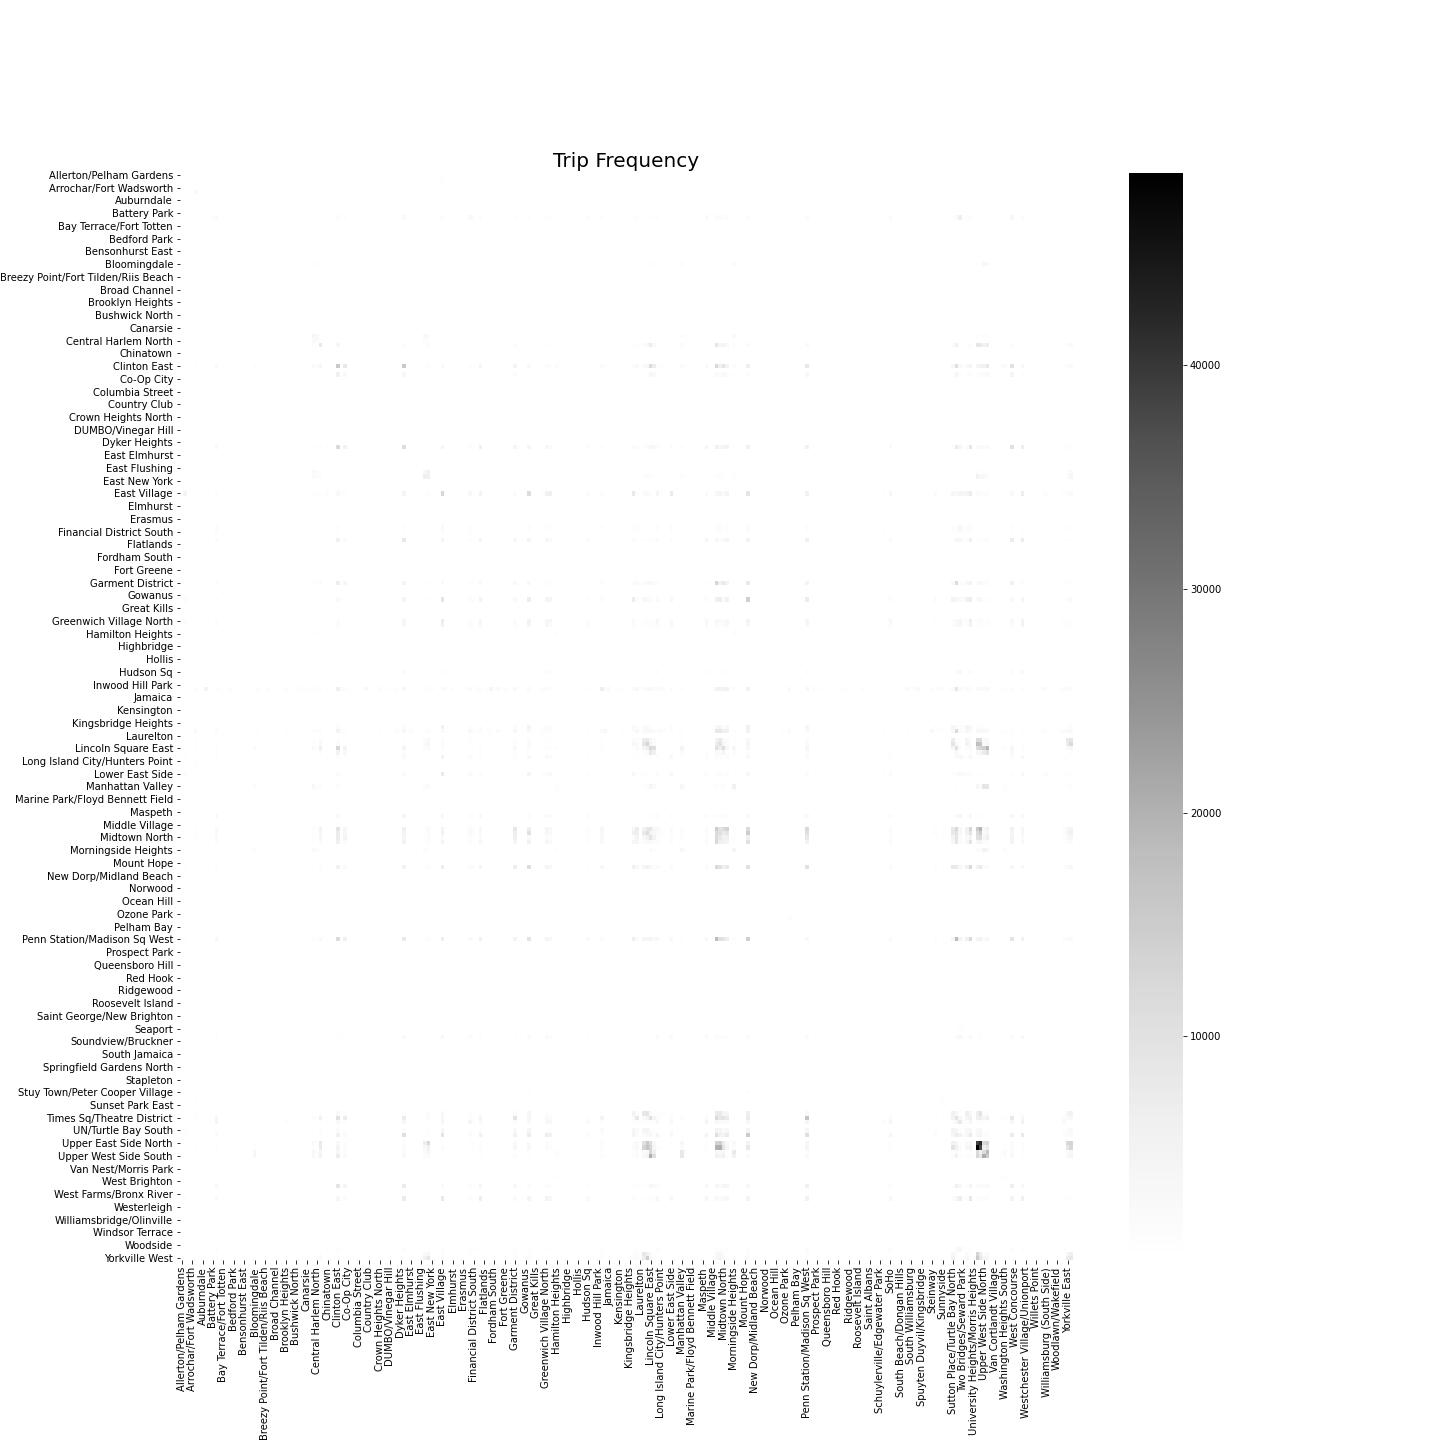 Trip Frequency
Allerton/Pelham Gardens
Arrochar/Fort Wadsworth
Auburndale
Battery Park
Bay Terrace/Fort Totten
Bedford Park
Bensonhurst East
Bloomingdale
Breezy Point/Fort Tilden/Riis Beach
Broad Channel
Brooklyn Heights
Bushwick North
Canarsie
Central Harlem North
Chinatown
Clinton East
Co-Op City
Columbia Street
Country Club
Crown Heights North
DUMBO/Vinegar Hill
Dyker Heights
East Elmhurst
East Flushing
East New York
East Village
Elmhurst
Erasmus
Financial District South
Flatlands
Fordham South
Fort Greene
Garment District
Gowanus
Great Kills
Greenwich Village North
Hamilton Heights
Highbridge
Hollis
Hudson Sq
Inwood Hill Park
Jamaica
Kensington
Kingsbridge Heights
Laurelton
Lincoln Square East
Long Island City/Hunters Point
Lower East Side
Manhattan Valley
Marine Park/Floyd Bennett Field
Maspeth
Middle Village
Midtown North
Morningside Heights
Mount Hope
New Dorp/Midland Beach
Norwood
Ocean Hill
Ozone Park
Pelham Bay
Penn Station/Madison Sq West
Prospect Park
Queensboro Hill
Red Hook
Ridgewood
Roosevelt Island
Saint George/New Brighton
Seaport
Soundview/Bruckner
South Jamaica
Springfield Gardens North
Stapleton
Stuy Town/Peter Cooper Village
Sunset Park East
Times Sq/Theatre District
UN/Turtle Bay South
Upper East Side North
Upper West Side South
Van Nest/Morris Park
West Brighton
West Farms/Bronx River
Westerleigh
Williamsbridge/Olinville
Windsor Terrace
Woodside
Yorkville West
40000
30000
20000
10000
Allerton/Pelham Gardens
Arrochar/Fort Wadsworth
Auburndale
Battery Park
Bay Terrace/Fort Totten
Bedford Park
Bensonhurst East
Bloomingdale
Breezy Point/Fort Tilden/Riis Beach
Broad Channel
Brooklyn Heights
Bushwick North
Canarsie
Central Harlem North
Chinatown
Clinton East
Co-Op City
Columbia Street
Country Club
Crown Heights North
DUMBO/Vinegar Hill
Dyker Heights
East Elmhurst
East Flushing
East New York
East Village
Elmhurst
Erasmus
Financial District South
Flatlands
Fordham South
Fort Greene
Garment District
Gowanus
Great Kills
Greenwich Village North
Hamilton Heights
Highbridge
Hollis
Hudson Sq
Inwood Hill Park
Jamaica
Kensington
Kingsbridge Heights
Laurelton
Lincoln Square East
Long Island City/Hunters Point
Lower East Side
Manhattan Valley
Marine Park/Floyd Bennett Field
Maspeth
Middle Village
Midtown North
Morningside Heights
Mount Hope
New Dorp/Midland Beach
Norwood
Ocean Hill
Ozone Park
Pelham Bay
Penn Station/Madison Sq West
Prospect Park
Queensboro Hill
Red Hook
Ridgewood
Roosevelt Island
Saint Albans
Schuylerville/Edgewater Park
SoHo
South Beach/Dongan Hills
South Williamsburg
Spuyten Duyvil/Kingsbridge
Steinway
Sunnyside
Sutton Place/Turtle Bay North
Two Bridges/Seward Park
University Heights/Morris Heights
Upper West Side North
Van Cortlandt Village
Washington Heights South
West Concourse
Westchester Village/Unionport
Willets Point
Williamsburg (South Side)
Woodlawn/Wakefield
Yorkville East